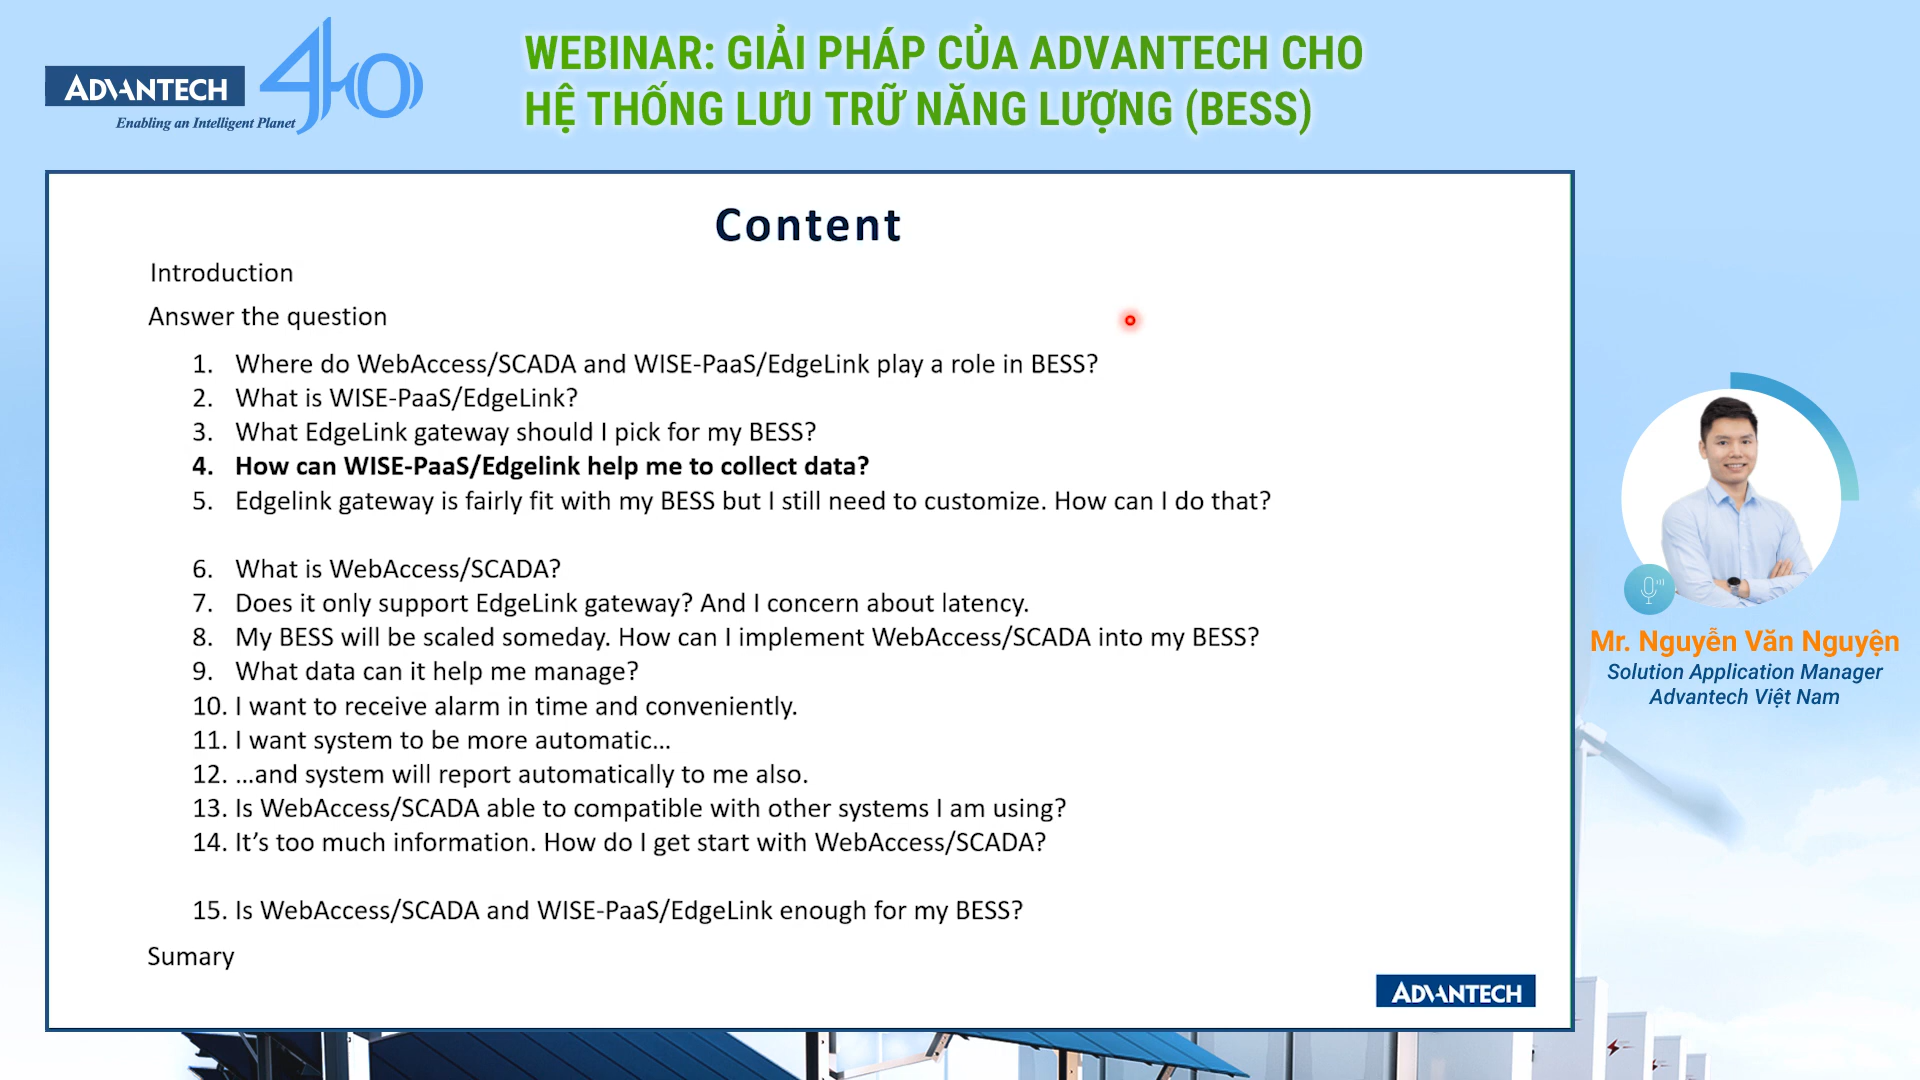 ADVANTECH
40
Enabling an Intelligent Planet
WEBINAR: GIẢI PHÁP CỦA ADVANTECH CHO
HỆ THỐNG LƯU TRỮ NĂNG LƯỢNG (BESS)
Content
Introduction
Answer the question
1. Where do WebAccess/SCADA and WISE-PaaS/EdgeLink play a role in BESS?
2. What is WISE-PaaS/EdgeLink?
3. What EdgeLink gateway should I pick for my BESS?
4. How can WISE-PaaS/Edgelink help me to collect data?
5. Edgelink gateway is fairly fit with my BESS but I still need to customize. How can I do that?
6. What is WebAccess/SCADA?
7. Does it only support EdgeLink gateway? And I concern about latency.
8. My BESS will be scaled someday. How can I implement WebAccess/SCADA into my BESS?
9. What data can it help me manage?
10. I want to receive alarm in time and conveniently.
11. I want system to be more automatic...
12. ...and system will report automatically to me also.
13. Is WebAccess/SCADA able to compatible with other systems I am using?
14. It’s too much information. How do I get start with WebAccess/SCADA?
15. Is WebAccess/SCADA and WISE-PaaS/EdgeLink enough for my BESS?
Sumary
ADVANTECH
Mr. Nguyễn Văn Nguyện
Solution Application Manager
Advantech Việt Nam